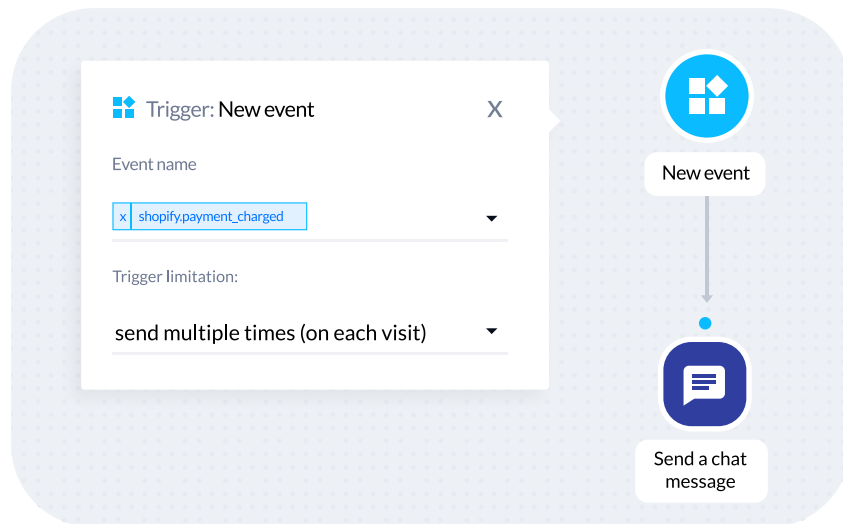 Trigger: New event
X
Event name
x shopify.payment_charged
Trigger limitation:
send multiple times (on each visit)
New event
Send a chat
message